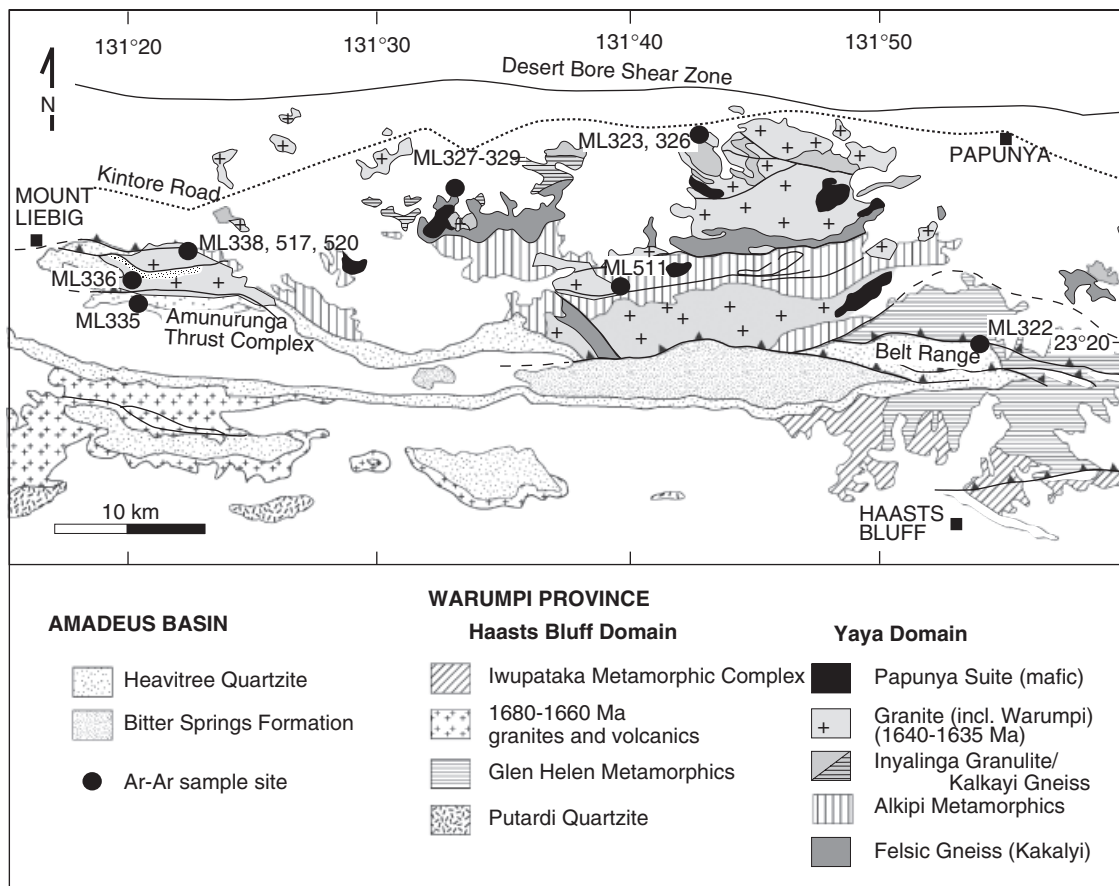 131°20
131°30
131°40
131°50
Desert Bore Shear Zone
N
ML323, 326
PAPUNYA
ML327-329
Kintore Road
MOUNT
LIEBIG
ML338, 517, 520
ML511
ML336
ML335
Amunurunga
Thrust Complex
ML322
23°20
Belt Range
10 km
HAASTS
BLUFF
AMADEUS BASIN
Heavitree Quartzite
Bitter Springs Formation
Ar-Ar sample site
WARUMPI PROVINCE
Haasts Bluff Domain
Iwupataka Metamorphic Complex
1680-1660 Ma
granites and volcanics
Glen Helen Metamorphics
Putardi Quartzite
Yaya Domain
Papunya Suite (mafic)
Granite (incl. Warumpi)
(1640-1635 Ma)
Inyalinga Granulite/
Kalkayi Gneiss
Alkipi Metamorphics
Felsic Gneiss (Kakalyi)